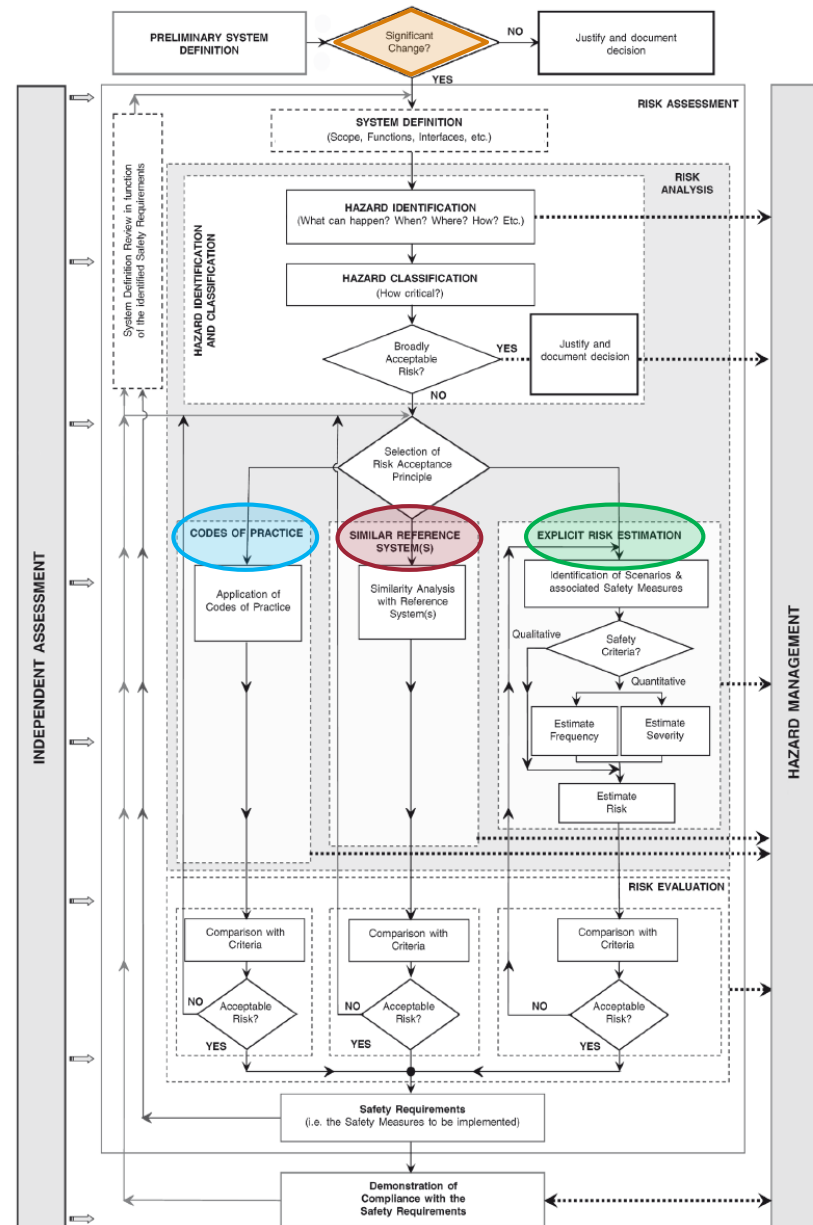 PRELIMINARY SYSTEM
DEFINITION
Significant
Change?
NO
Justify and document
decision
YES
RISK ASSESSMENT
SYSTEM DEFINITION
(Scope, Functions, Interfaces, etc.)
System Definition Review in function
of the identified Safety Requirements
RISK
ANALYSIS
HAZARD IDENTIFICATION
AND CLASSIFICATION
HAZARD IDENTIFICATION
(What can happen? When? Where? How? Etc.)
HAZARD CLASSIFICATION
(How critical?)
Broadly
Acceptable
Risk?
YES
Justify and
document decision
NO
Selection of
Risk Acceptance
Principle
CODES OF PRACTICE
SIMILAR REFERENCE
SYSTEM(S)
EXPLICIT RISK ESTIMATION
Application of
Codes of Practice
Similarity Analysis
with Reference
System(s)
Identification of Scenarios &
associated Safety Measures
Qualitative
Safety
Criteria?
Quantitative
Estimate
Frequency
Estimate
Severity
Estimate
Risk
INDEPENDENT ASSESSMENT
HAZARD MANAGEMENT
RISK EVALUATION
Comparison with
Criteria
Comparison with
Criteria
Comparison with
Criteria
NO
Acceptable
Risk?
YES
NO
Acceptable
Risk?
YES
NO
Acceptable
Risk?
YES
Safety Requirements
(i.e. the Safety Measures to be implemented)
Demonstration of
Compliance with the
Safety Requirements